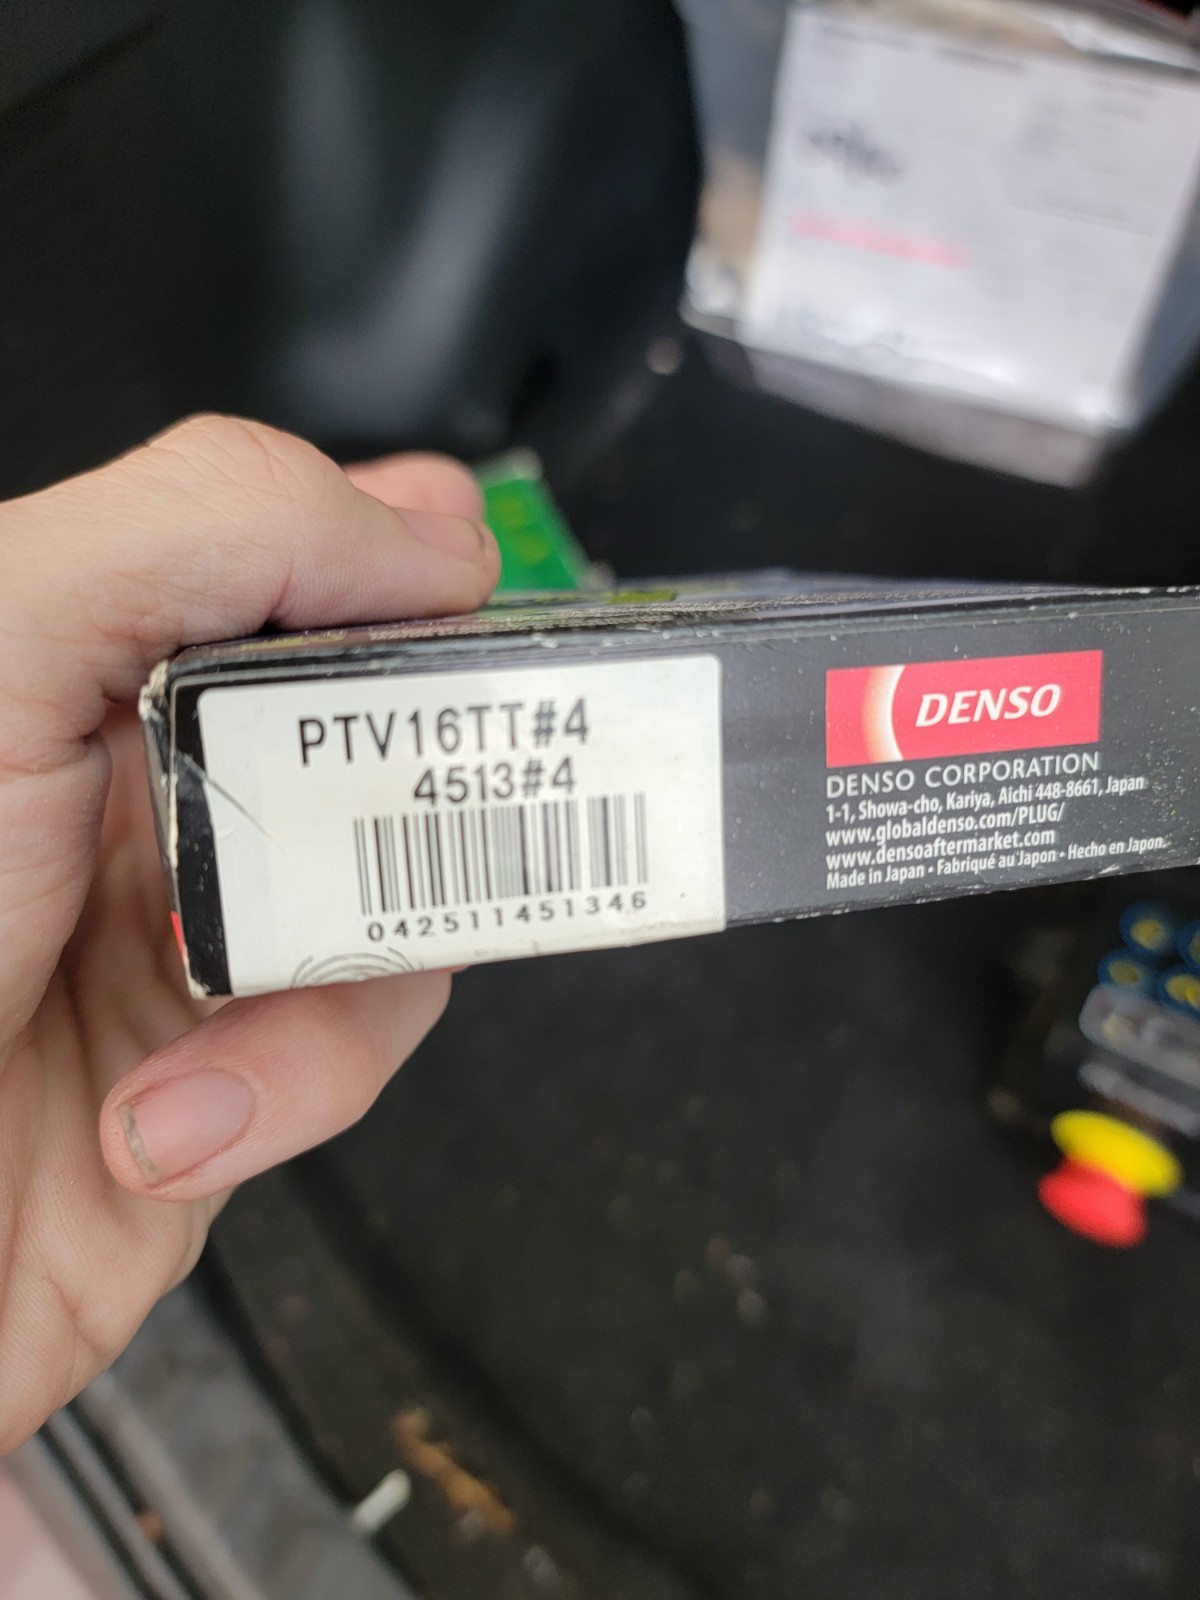 PTV16TT#4
4513#4
042511451346
DENSO
DENSO CORPORATION
1-1, Showa-cho, Kariya, Aichi 448-8661, Japan
www.globaldenso.com/PLUG/
www.densoaftermarket.com
Made in Japan • Fabriqué au Japon • Hecho en Japon.